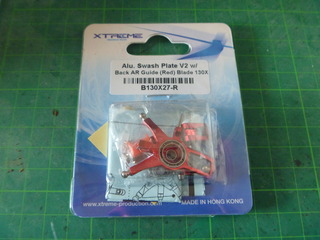 XTREME
Alu. Swash Plate V2 w/
Back AR Guide (Red) Blade 150X
B130X27-R
www.xtreme-production.com
MADE IN HONG KONG